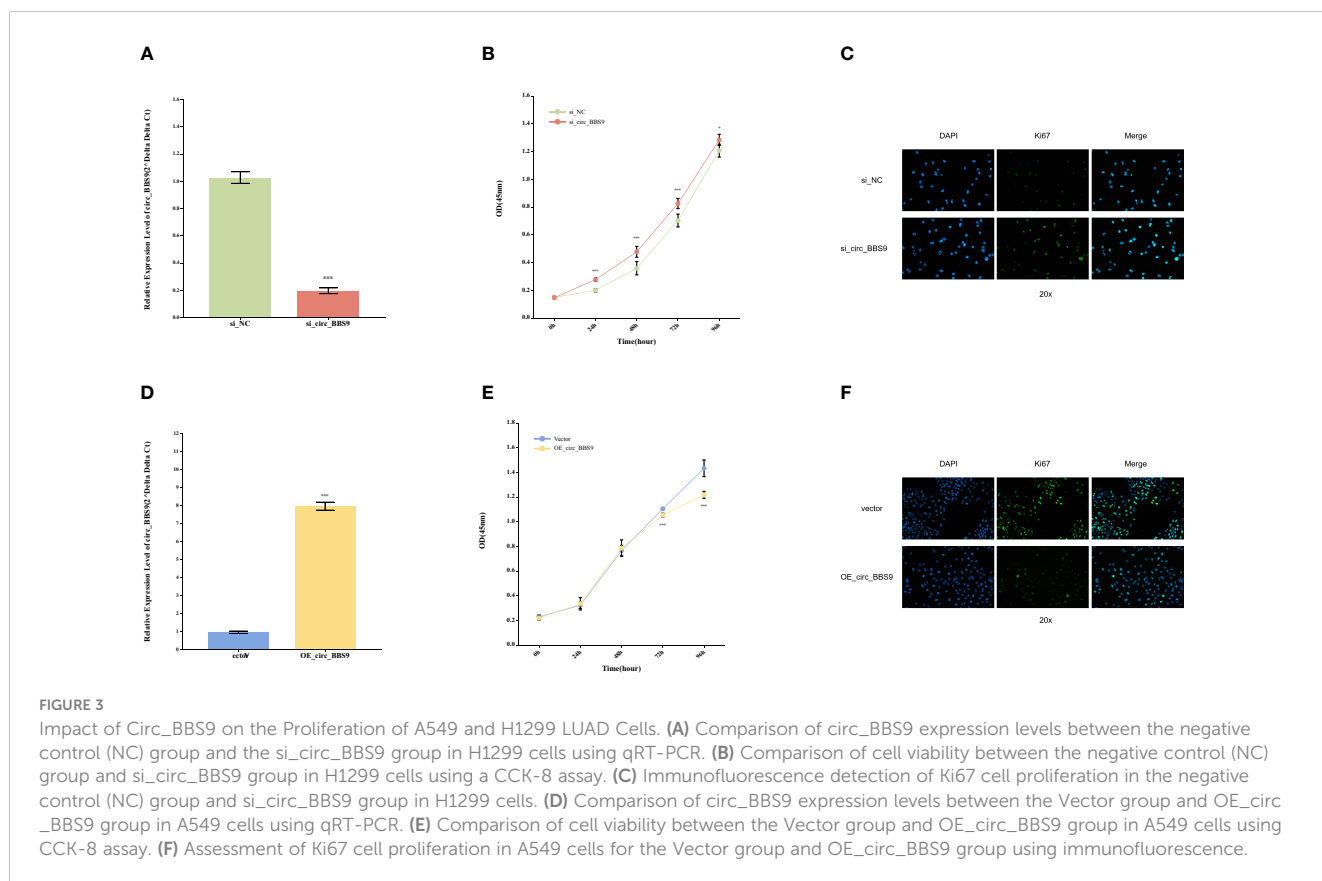 A
Relative Expression Level of circ_BBS9(2^Delta Delta Ct)
1.6
1.4
1.2
1.0
0.8
0.6
0.4
0.2
0.0
***
si_NC
si_circ_BBS9
B
OD(45nm)
1.6
1.4
1.2
1.0
0.8
0.6
0.4
0.2
0.0
si_NC
si_circ_BBS9
***
***
***
*
0h
24h
48h
72h
96h
Time(hour)
C
DAPI
Ki67
Merge
si_NC
si_circ_BBS9
20x
D
Relative Expression Level of circ_BBS9(2^Delta Delta Ct)
12
11
10
9
8
7
6
5
4
3
2
1
0
***
ectoV
OE_circ_BBS9
E
OD(45nm)
1.8
1.6
1.4
1.2
1.0
0.8
0.6
0.4
0.2
0.0
Vector
OE_circ_BBS9
***
***
0h
24h
48h
72h
96h
Time(hour)
F
DAPI
Ki67
Merge
vector
OE_circ_BBS9
20x
FIGURE 3
Impact of Circ_BBS9 on the Proliferation of A549 and H1299 LUAD Cells. (A) Comparison of circ_BBS9 expression levels between the negative
control (NC) group and the si_circ_BBS9 group in H1299 cells using qRT-PCR. (B) Comparison of cell viability between the negative control (NC)
group and si_circ_BBS9 group in H1299 cells using a CCK-8 assay. (C) Immunofluorescence detection of Ki67 cell proliferation in the negative
control (NC) group and si_circ_BBS9 group in H1299 cells. (D) Comparison of circ_BBS9 expression levels between the Vector group and OE_circ
_BBS9 group in A549 cells using qRT-PCR. (E) Comparison of cell viability between the Vector group and OE_circ_BBS9 group in A549 cells using
CCK-8 assay. (F) Assessment of Ki67 cell proliferation in A549 cells for the Vector group and OE_circ_BBS9 group using immunofluorescence.